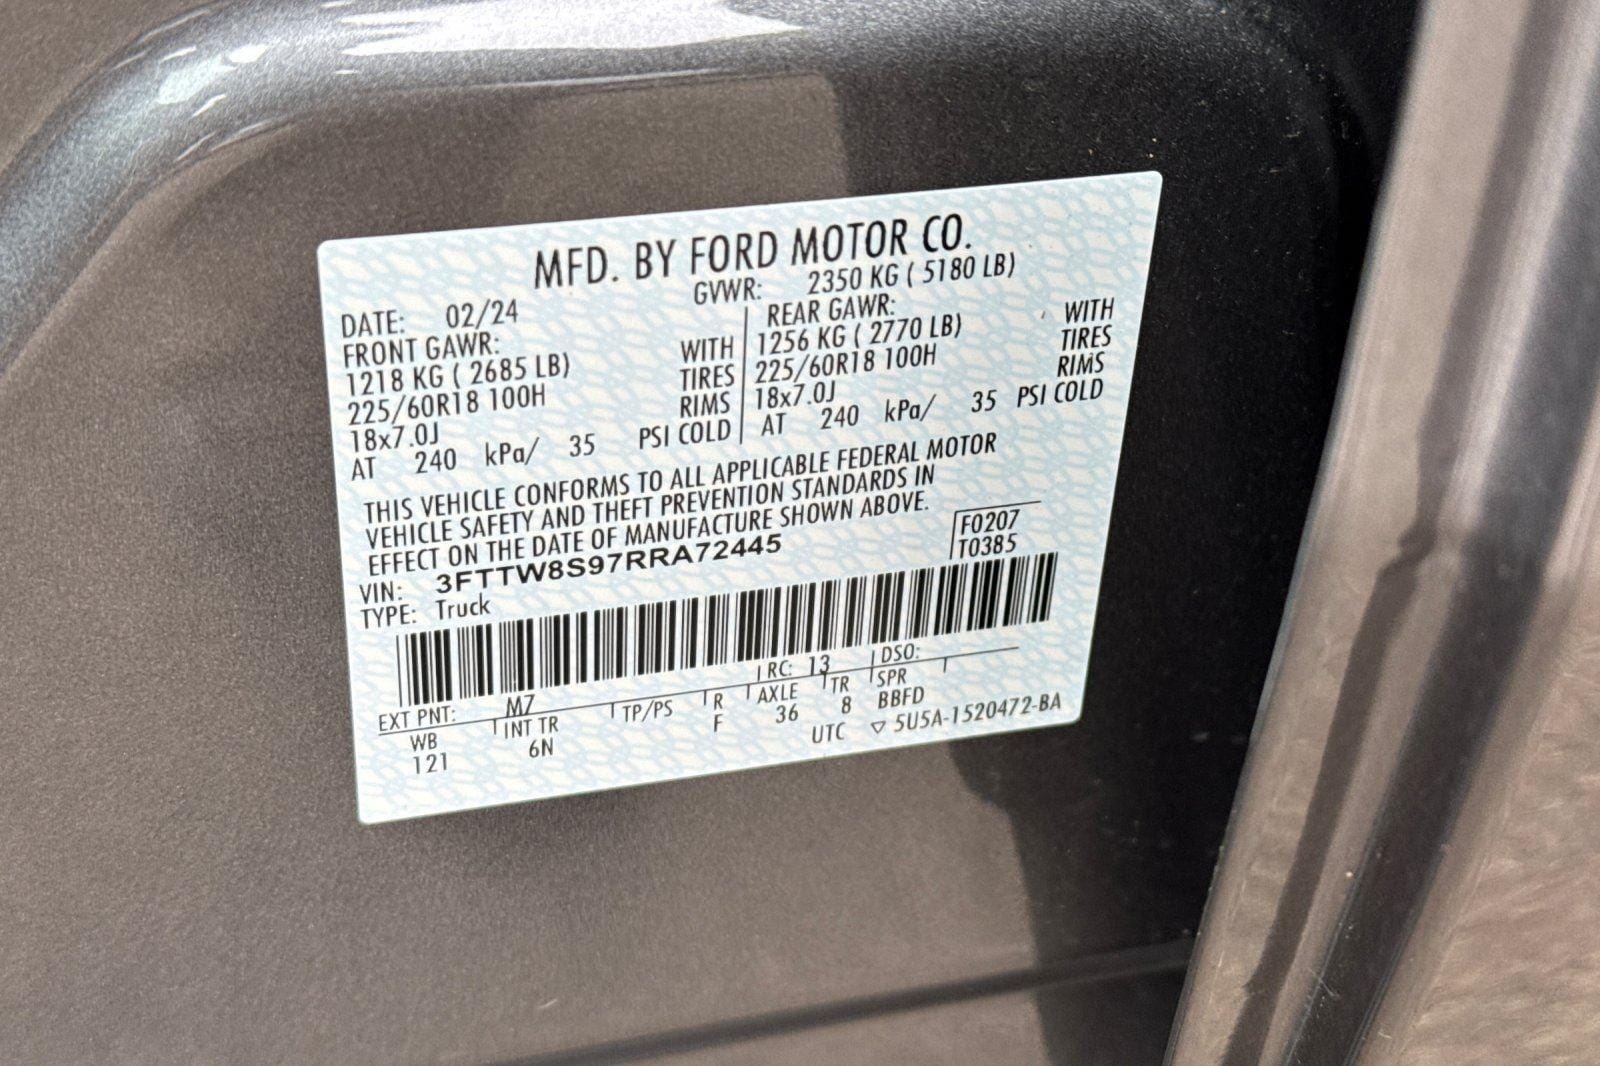 MFD. BY FORD MOTOR CO.
DATE: 02/24 GVWR: 2350 KG ( 5180 LB)
FRONT GAWR: REAR GAWR:
1218 KG ( 2685 LB) WITH 1256 KG ( 2770 LB) WITH
225/60R18 100H TIRES 225/60R18 100H TIRES
18x7.0J RIMS 18x7.0J RIMS
AT 240 kPa/ 35 PSI COLD AT 240 kPa/ 35 PSI COLD
THIS VEHICLE CONFORMS TO ALL APPLICABLE FEDERAL MOTOR
VEHICLE SAFETY AND THEFT PREVENTION STANDARDS IN
EFFECT ON THE DATE OF MANUFACTURE SHOWN ABOVE.
F0207
VIN: 3FTTW8S97RRA72445 T0385
TYPE: Truck
EXT PNT: M7 RC: 13 DSO:
WB INT TR TP/PS R AXLE TR SPR
121 6N F 36 8 BBFD
UTC ▽ 5U5A-1520472-BA